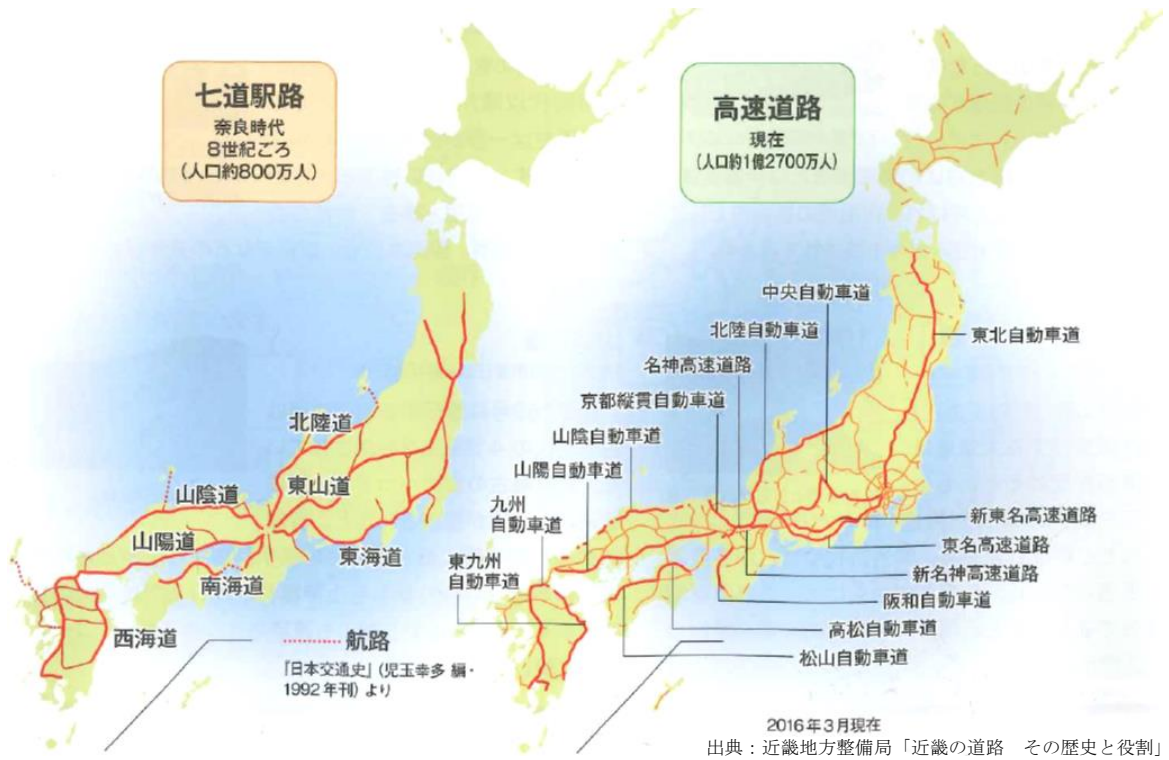 七道駅路
奈良時代
8世紀ごろ
(人口約800万人)
北陸道
東山道
山陰道
山陽道
東海道
南海道
西海道
航路
『日本交通史』(児玉幸多 編・
1992年刊) より
高速道路
現在
(人口約1億2700万人)
中央自動車道
北陸自動車道
東北自動車道
名神高速道路
京都縦貫自動車道
山陰自動車道
山陽自動車道
九州
自動車道
東九州
自動車道
新東名高速道路
東名高速道路
新名神高速道路
阪和自動車道
高松自動車道
松山自動車道
2016年3月現在
出典:近畿地方整備局「近畿の道路 その歴史と役割」